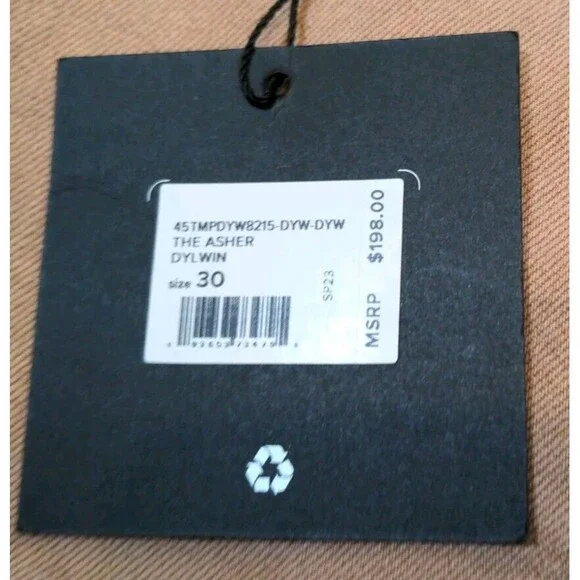 45TMPDYW8215-DYW-DYW
THE ASHER
DYLWIN
size 30
SP23
MSRP $198.00